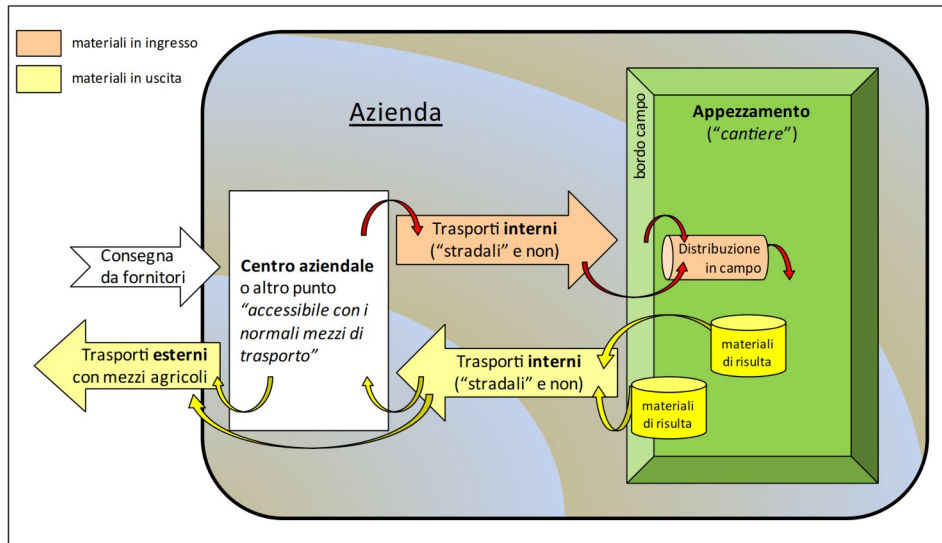 materiali in ingresso
materiali in uscita
Azienda
bordo campo
Appezzamento
(“cantiere”)
Consegna
da fornitori
Centro aziendale
o altro punto
“accessibile con i
normali mezzi di
trasporto”
Trasporti interni
(“stradali” e non)
Distribuzione
in campo
Trasporti esterni
con mezzi agricoli
Trasporti interni
(“stradali” e non)
materiali
di risulta
materiali
di risulta